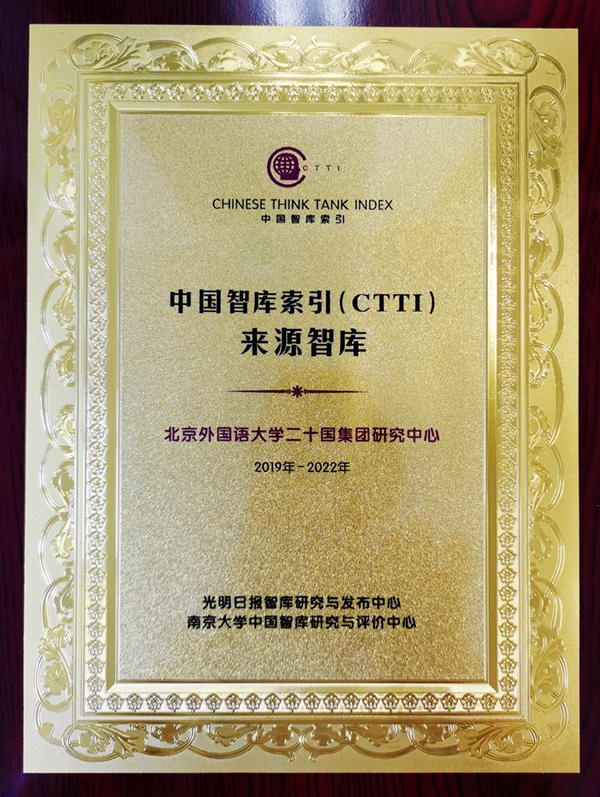 CTTI
CHINESE THINK TANK INDEX
中国智库索引
中国智库索引(CTTI)
来源智库
北京外国语大学二十国集团研究中心
2019年-2022年
光明日报智库研究与发布中心
南京大学中国智库研究与评价中心